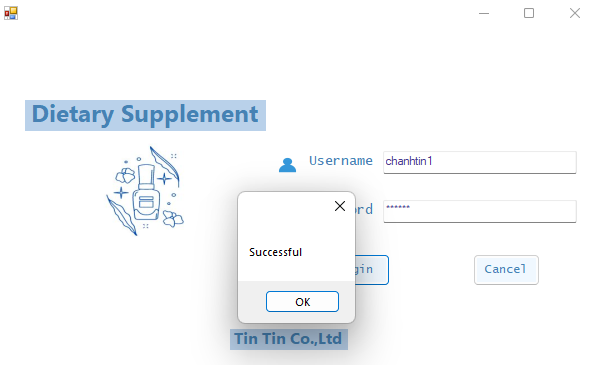 Dietary Supplement
Username chanhtin1
ord ******
Successful
OK
gin
Cancel
Tin Tin Co.,Ltd